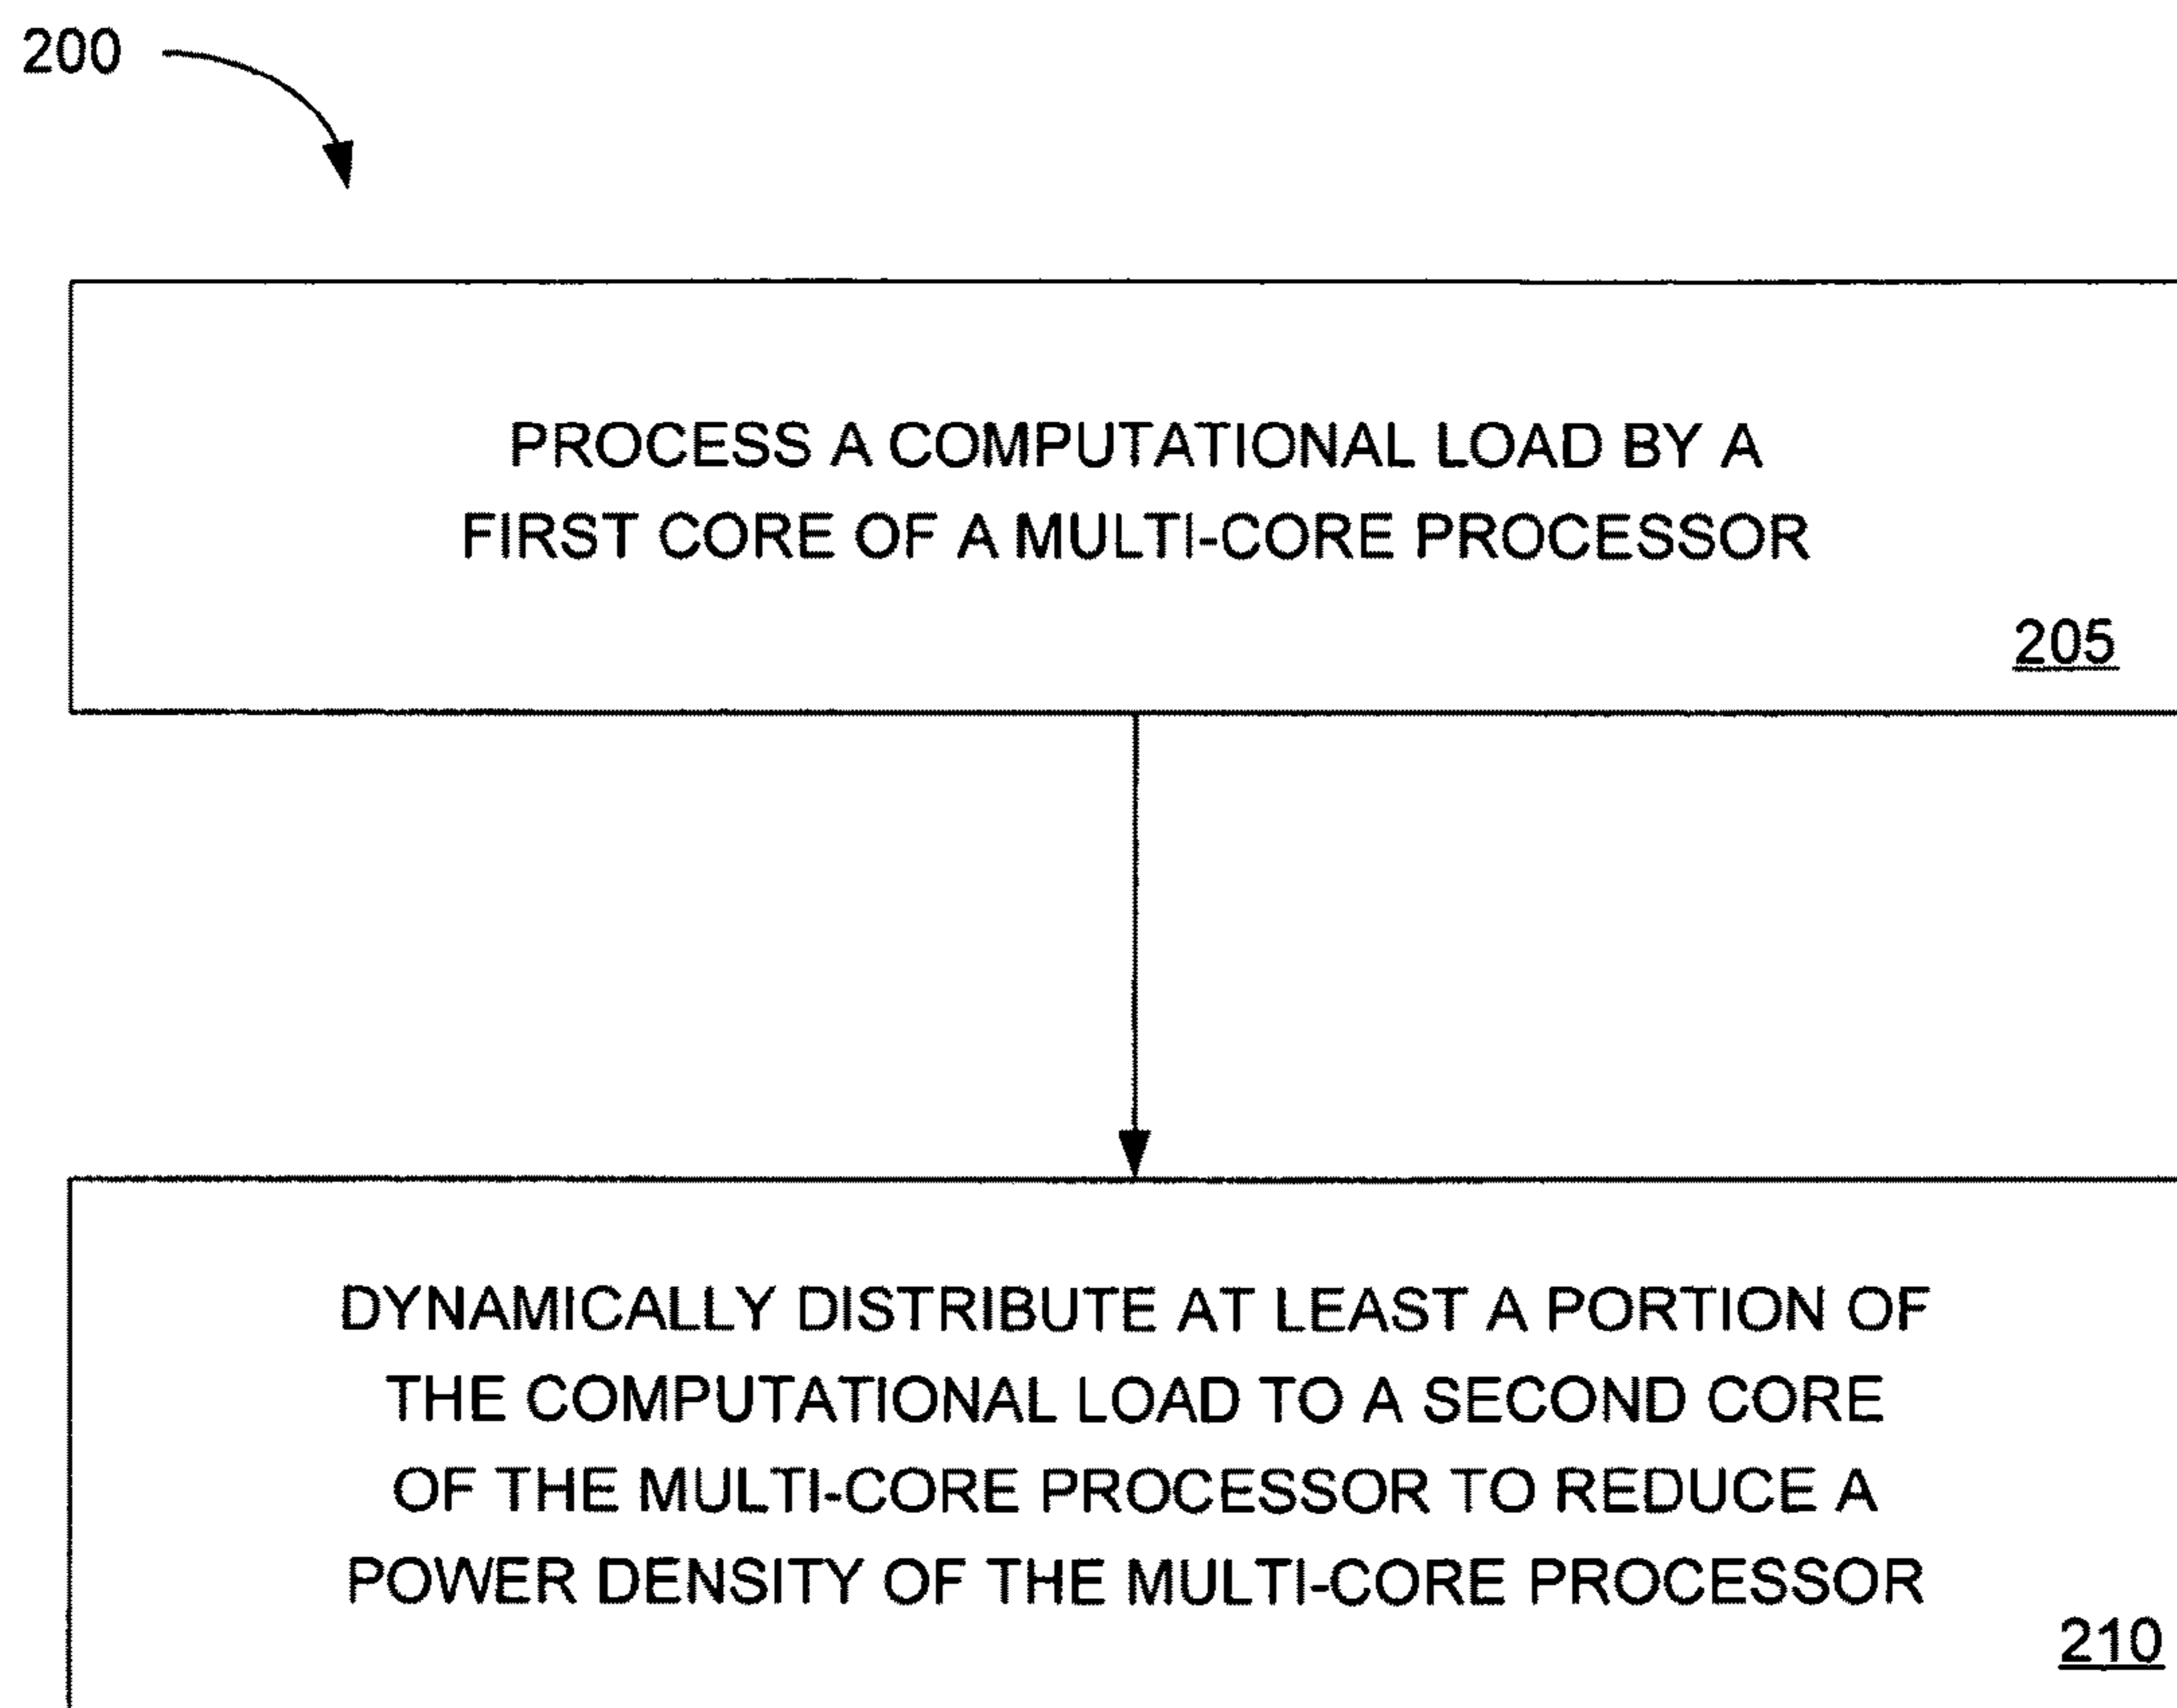 200
PROCESS A COMPUTATIONAL LOAD BY A
FIRST CORE OF A MULTI-CORE PROCESSOR
205
DYNAMICALLY DISTRIBUTE AT LEAST A PORTION OF
THE COMPUTATIONAL LOAD TO A SECOND CORE
OF THE MULTI-CORE PROCESSOR TO REDUCE A
POWER DENSITY OF THE MULTI-CORE PROCESSOR
210